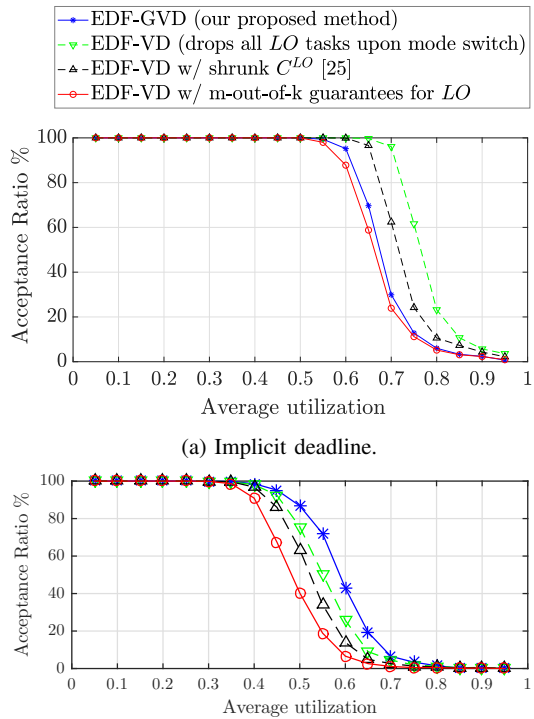 EDF-GVD (our proposed method)
EDF-VD (drops all LO tasks upon mode switch)
EDF-VD w/ shrunk C^LO [25]
EDF-VD w/ m-out-of-k guarantees for LO
100
80
60
40
20
0
Acceptance Ratio %
0 0.1 0.2 0.3 0.4 0.5 0.6 0.7 0.8 0.9 1
Average utilization
(a) Implicit deadline.
100
80
60
40
20
0
Acceptance Ratio %
0 0.1 0.2 0.3 0.4 0.5 0.6 0.7 0.8 0.9 1
Average utilization